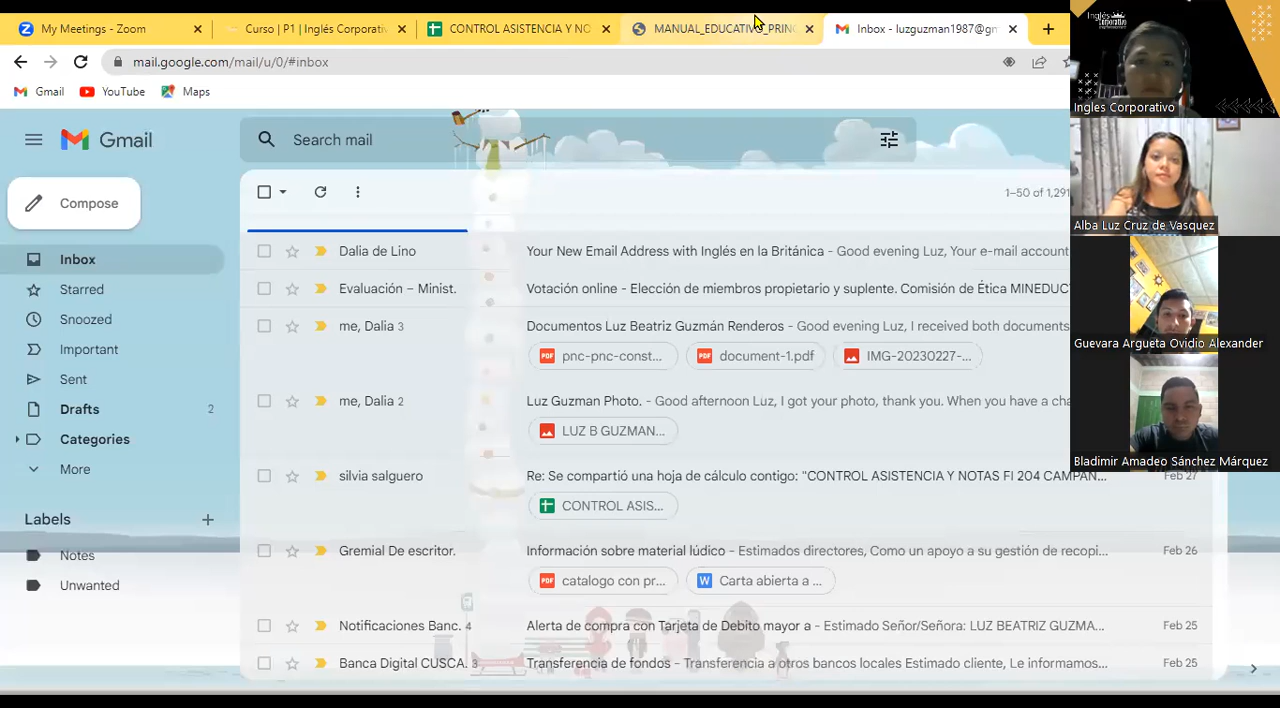 My Meetings - Zoom
Curso | P1 | Inglés Corporativ
CONTROL ASISTENCIA Y NO
MANUAL_EDUCATIVO_PRINC
Inbox - luzguzman1987@gm
mail.google.com/mail/u/0/#inbox
Gmail
YouTube
Maps
Gmail
Search mail
Compose
1–50 of 1,291
Inbox
Starred
Snoozed
Important
Sent
Drafts
2
Categories
More
Labels
Notes
Unwanted
Dalia de Lino
Your New Email Address with Inglés en la Británica - Good evening Luz, Your e-mail account
Evaluación – Minist.
Votación online - Elección de miembros propietario y suplente. Comisión de Ética MINEDUC
me, Dalia 3
Documentos Luz Beatriz Guzmán Renderos - Good evening Luz, I received both documents
PDF pnc-pnc-const...
PDF document-1.pdf
IMG-20230227-...
me, Dalia 2
Luz Guzman Photo. - Good afternoon Luz, I got your photo, thank you. When you have a cha
LUZ B GUZMAN...
silvia salguero
Re: Se compartió una hoja de cálculo contigo: "CONTROL ASISTENCIA Y NOTAS FI 204 CAMPAN...
Feb 27
CONTROL ASIS...
Gremial De escritor.
Información sobre material lúdico - Estimados directores, Como un apoyo a su gestión de recopi...
Feb 26
PDF catalogo con pr...
W Carta abierta a ...
Notificaciones Banc. 4
Alerta de compra con Tarjeta de Debito mayor a - Estimado Señor/Señora: LUZ BEATRIZ GUZMA...
Feb 25
Banca Digital CUSCA. 3
Transferencia de fondos - Transferencia a otros bancos locales Estimado cliente, Le informamos...
Feb 25
Inglés
Corporativo
Ingles Corporativo
Alba Luz Cruz de Vasquez
Guevara Argueta Ovidio Alexander
Bladimir Amadeo Sánchez Márquez